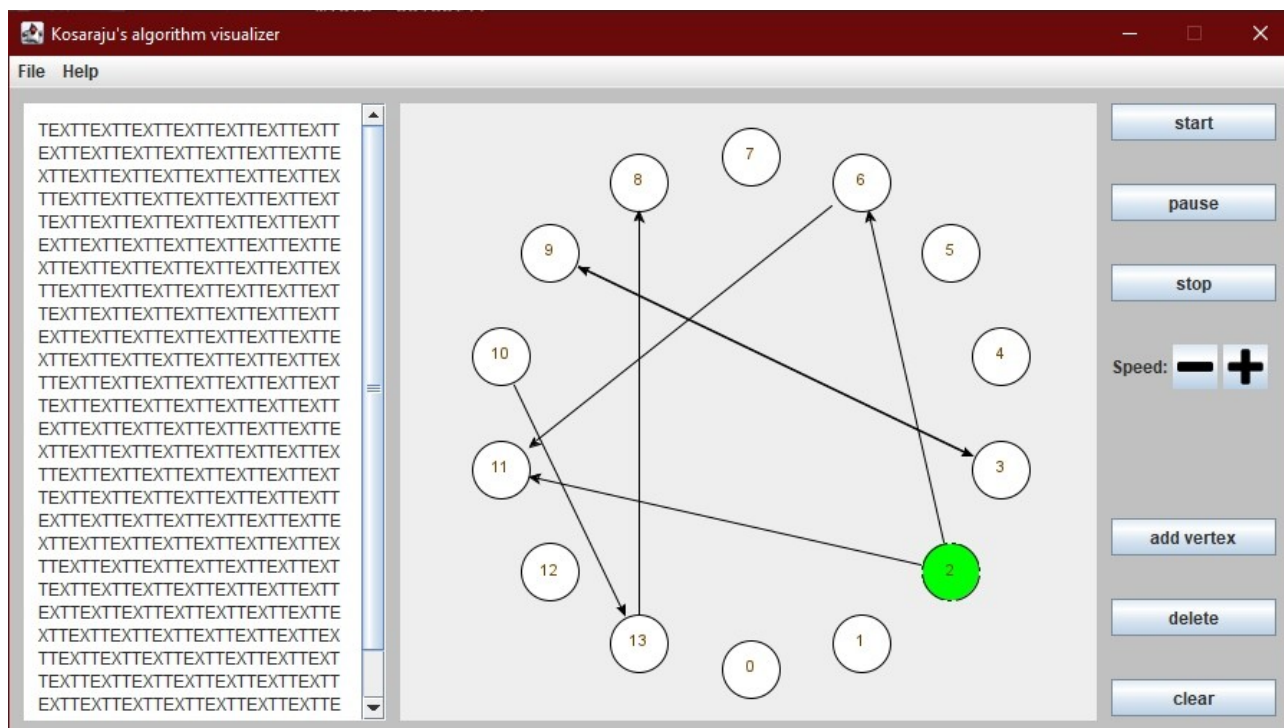 Kosaraju's algorithm visualizer
File Help
TEXTTEXTTEXTTEXTTEXTTEXTTEXTT
EXTTEXTTEXTTEXTTEXTTEXTTEXTTE
XTTEXTTEXTTEXTTEXTTEXTTEXTTEX
TTEXTTEXTTEXTTEXTTEXTTEXTTEXT
TEXTTEXTTEXTTEXTTEXTTEXTTEXTT
EXTTEXTTEXTTEXTTEXTTEXTTEXTTE
XTTEXTTEXTTEXTTEXTTEXTTEXTTEX
TTEXTTEXTTEXTTEXTTEXTTEXTTEXT
TEXTTEXTTEXTTEXTTEXTTEXTTEXTT
EXTTEXTTEXTTEXTTEXTTEXTTEXTTE
XTTEXTTEXTTEXTTEXTTEXTTEXTTEX
TTEXTTEXTTEXTTEXTTEXTTEXTTEXT
TEXTTEXTTEXTTEXTTEXTTEXTTEXTT
EXTTEXTTEXTTEXTTEXTTEXTTEXTTE
XTTEXTTEXTTEXTTEXTTEXTTEXTTEX
TTEXTTEXTTEXTTEXTTEXTTEXTTEXT
TEXTTEXTTEXTTEXTTEXTTEXTTEXTT
EXTTEXTTEXTTEXTTEXTTEXTTEXTTE
XTTEXTTEXTTEXTTEXTTEXTTEXTTEX
TTEXTTEXTTEXTTEXTTEXTTEXTTEXT
TEXTTEXTTEXTTEXTTEXTTEXTTEXTT
EXTTEXTTEXTTEXTTEXTTEXTTEXTTE
XTTEXTTEXTTEXTTEXTTEXTTEXTTEX
TTEXTTEXTTEXTTEXTTEXTTEXTTEXT
TEXTTEXTTEXTTEXTTEXTTEXTTEXTT
EXTTEXTTEXTTEXTTEXTTEXTTEXTTE
7
8
6
9
5
10
4
11
3
12
2
13
1
0
start
pause
stop
Speed:
add vertex
delete
clear